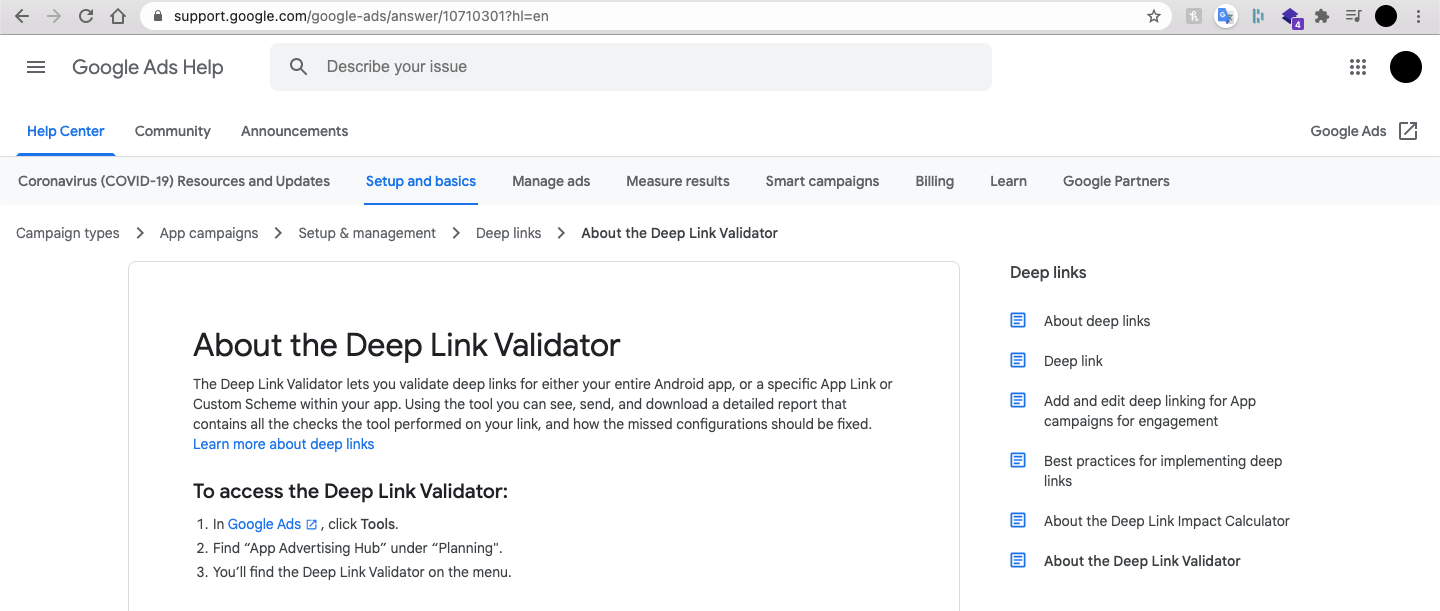 support.google.com/google-ads/answer/10710301?hl=en
4
Google Ads Help
Describe your issue
Help Center Community Announcements Google Ads
Coronavirus (COVID-19) Resources and Updates Setup and basics Manage ads Measure results Smart campaigns Billing Learn Google Partners
Campaign types > App campaigns > Setup & management > Deep links > About the Deep Link Validator
About the Deep Link Validator
The Deep Link Validator lets you validate deep links for either your entire Android app, or a specific App Link or
Custom Scheme within your app. Using the tool you can see, send, and download a detailed report that
contains all the checks the tool performed on your link, and how the missed configurations should be fixed.
Learn more about deep links
To access the Deep Link Validator:
1. In Google Ads , click Tools.
2. Find “App Advertising Hub” under “Planning".
3. You’ll find the Deep Link Validator on the menu.
Deep links
About deep links
Deep link
Add and edit deep linking for App
campaigns for engagement
Best practices for implementing deep
links
About the Deep Link Impact Calculator
About the Deep Link Validator